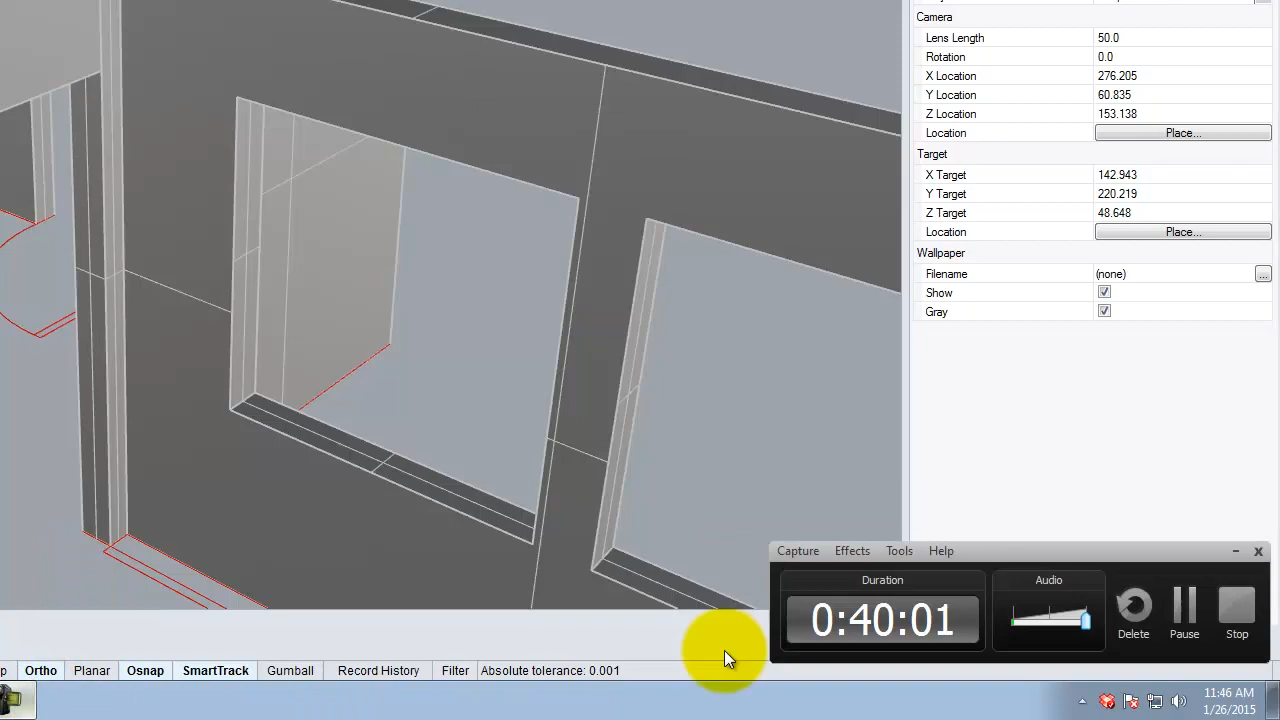 Camera
Lens Length 50.0
Rotation 0.0
X Location 276.205
Y Location 60.835
Z Location 153.138
Location Place...
Target
X Target 142.943
Y Target 220.219
Z Target 48.648
Location Place...
Wallpaper
Filename (none) ...
Show
Gray
Capture Effects Tools Help
Duration Audio
0:40:01
Delete Pause Stop
p Ortho Planar Osnap SmartTrack Gumball Record History Filter Absolute tolerance: 0.001
11:46 AM
1/26/2015